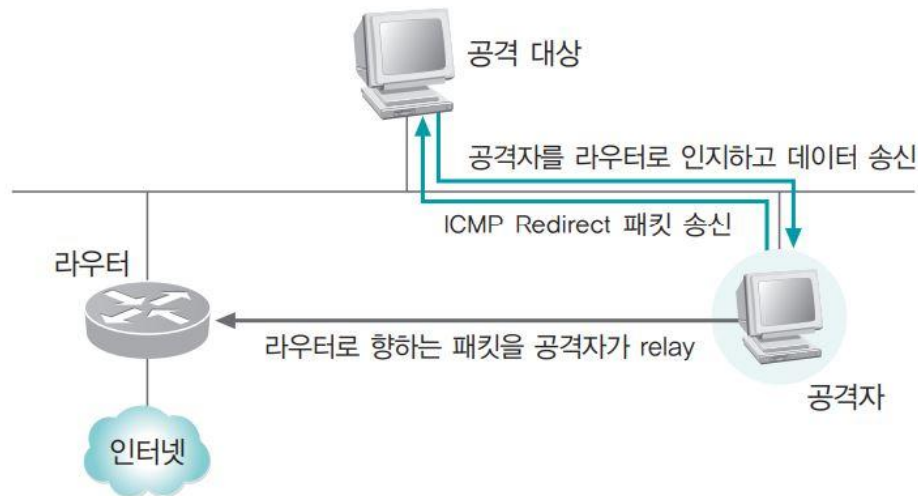 공격 대상
공격자를 라우터로 인지하고 데이터 송신
ICMP Redirect 패킷 송신
라우터
라우터로 향하는 패킷을 공격자가 relay
공격자
인터넷